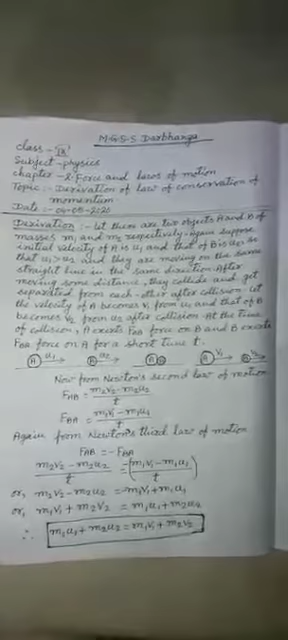 M.G.S.S Darbhanga
class - IX
Subject - physics
chapter - 2. Force and laws of motion
Topic :- Derivation of law of conservation of
momentum
Date :- 04-08-2020
Derivation :- Let there are two objects A and B of
masses m₁ and m₂ respectively. again suppose
initial velocity of A is u₁ and that of B is u₂, is
that u₁>u₂ and they are moving on the same
straight line in the same direction. After
moving some distance, they collide and get
separated from each-other after collision. Let
the velocity of A becomes v₁ from u₁ and that of B
becomes v₂ from u₂ after collision. At the time
of collision, A exerts FAB force on B and B exerts
FBA force on A for a short time t.
A u₁ B u₂ A B A V₁ B V₂
Now from Newton's second law of motion
FAB = m₂v₂-m₂u₂/t
FBA = m₁v₁-m₁u₁/t
Again from Newton's third law of motion
FAB = -FBA
m₂v₂-m₂u₂/t = -(m₁v₁-m₁u₁/t)
or, m₂v₂-m₂u₂ = -m₁v₁+m₁u₁
or, m₁v₁+m₂v₂ = m₁u₁+m₂u₂
∴ m₁u₁+m₂u₂=m₁v₁+m₂v₂